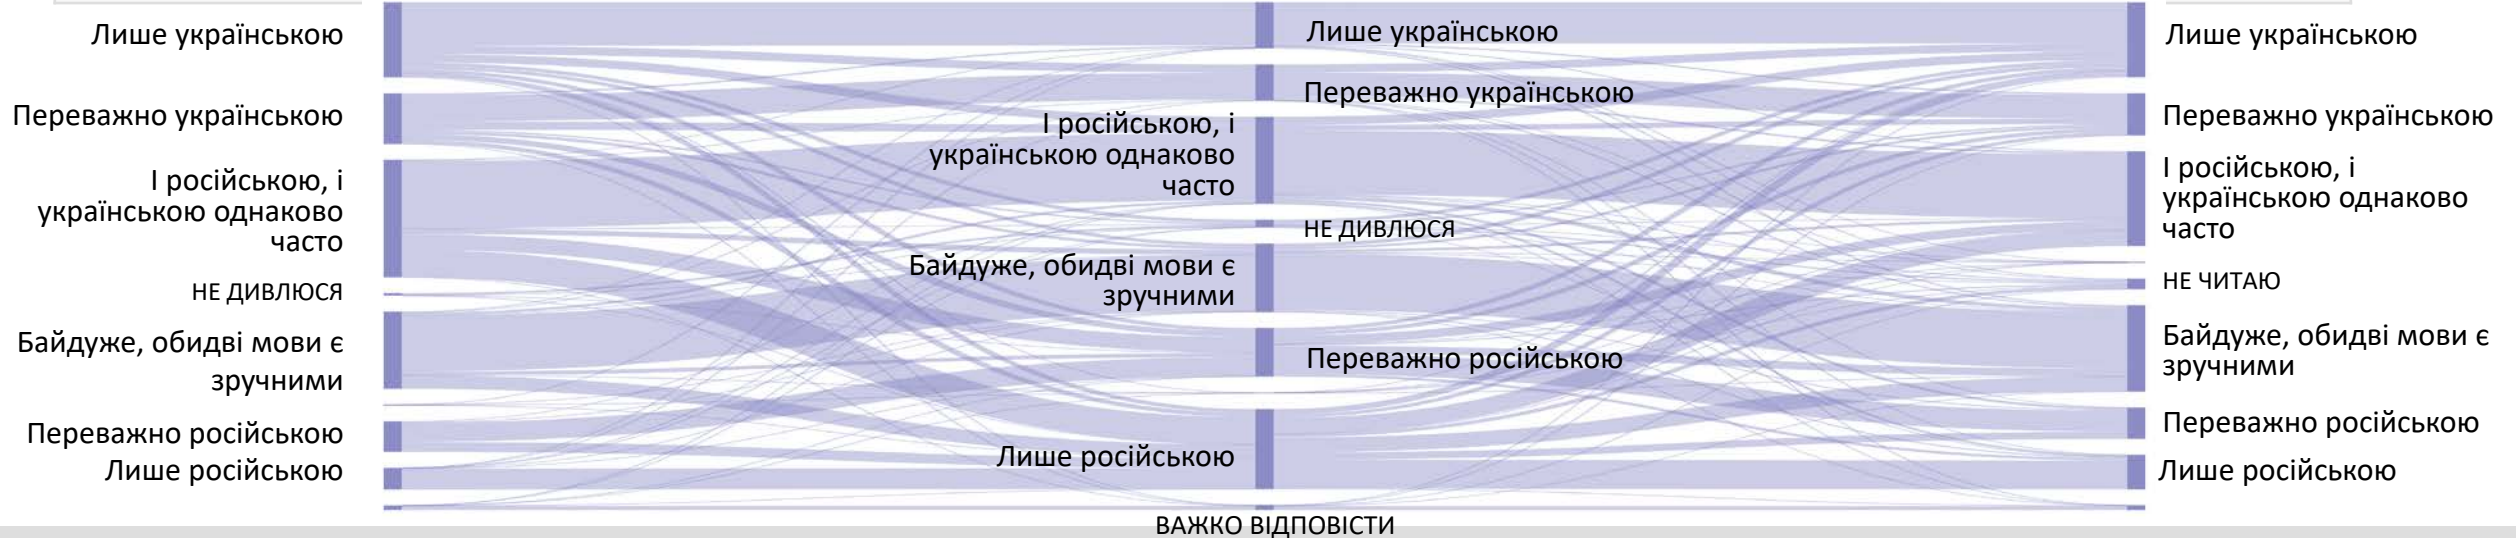 Лише українською
Переважно українською
І російською, і
українською однаково
часто
НЕ ДИВЛЮСЯ
Байдуже, обидві мови є
зручними
Переважно російською
Лише російською
Лише українською
Переважно українською
І російською, і
українською однаково
часто
НЕ ДИВЛЮСЯ
Байдуже, обидві мови є
зручними
Переважно російською
Лише російською
ВАЖКО ВІДПОВІСТИ
Лише українською
Переважно українською
І російською, і
українською однаково
часто
НЕ ЧИТАЮ
Байдуже, обидві мови є
зручними
Переважно російською
Лише російською